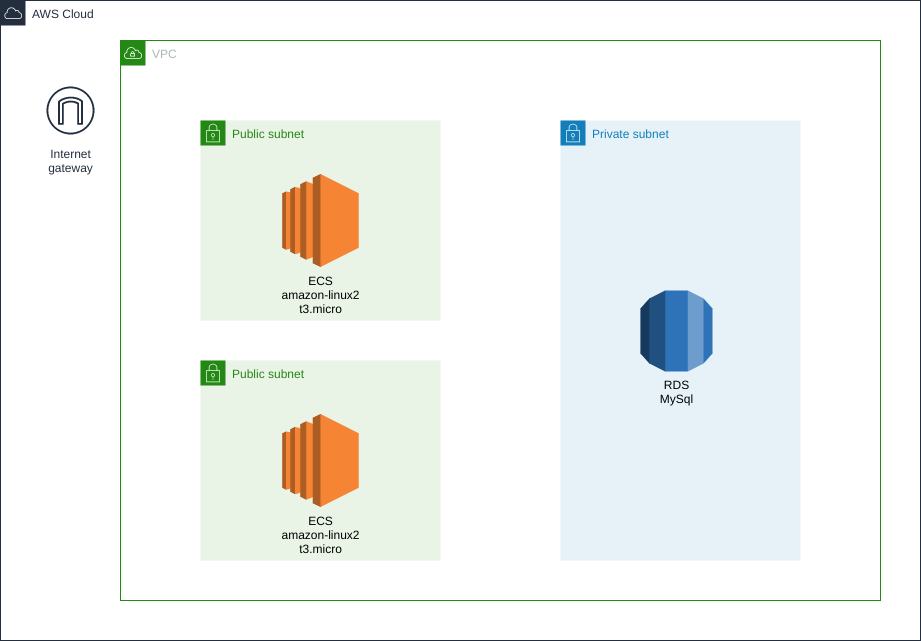 AWS Cloud
VPC
Internet
gateway
Public subnet
ECS
amazon-linux2
t3.micro
Public subnet
ECS
amazon-linux2
t3.micro
Private subnet
RDS
MySql